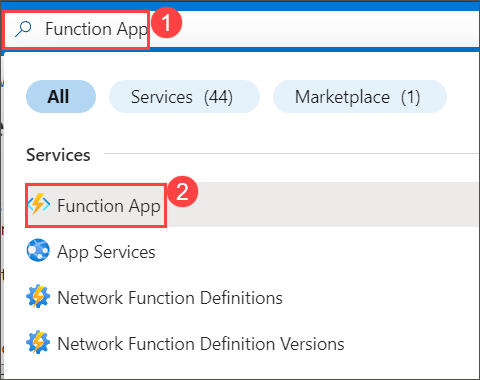 Function App 1
All Services (44) Marketplace (1)
Services
Function App 2
App Services
Network Function Definitions
Network Function Definition Versions